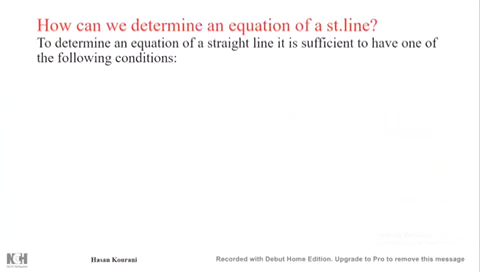 How can we determine an equation of a st.line?
To determine an equation of a straight line it is sufficient to have one of
the following conditions:
Hasan Kourani
Recorded with Debut Home Edition. Upgrade to Pro to remove this message